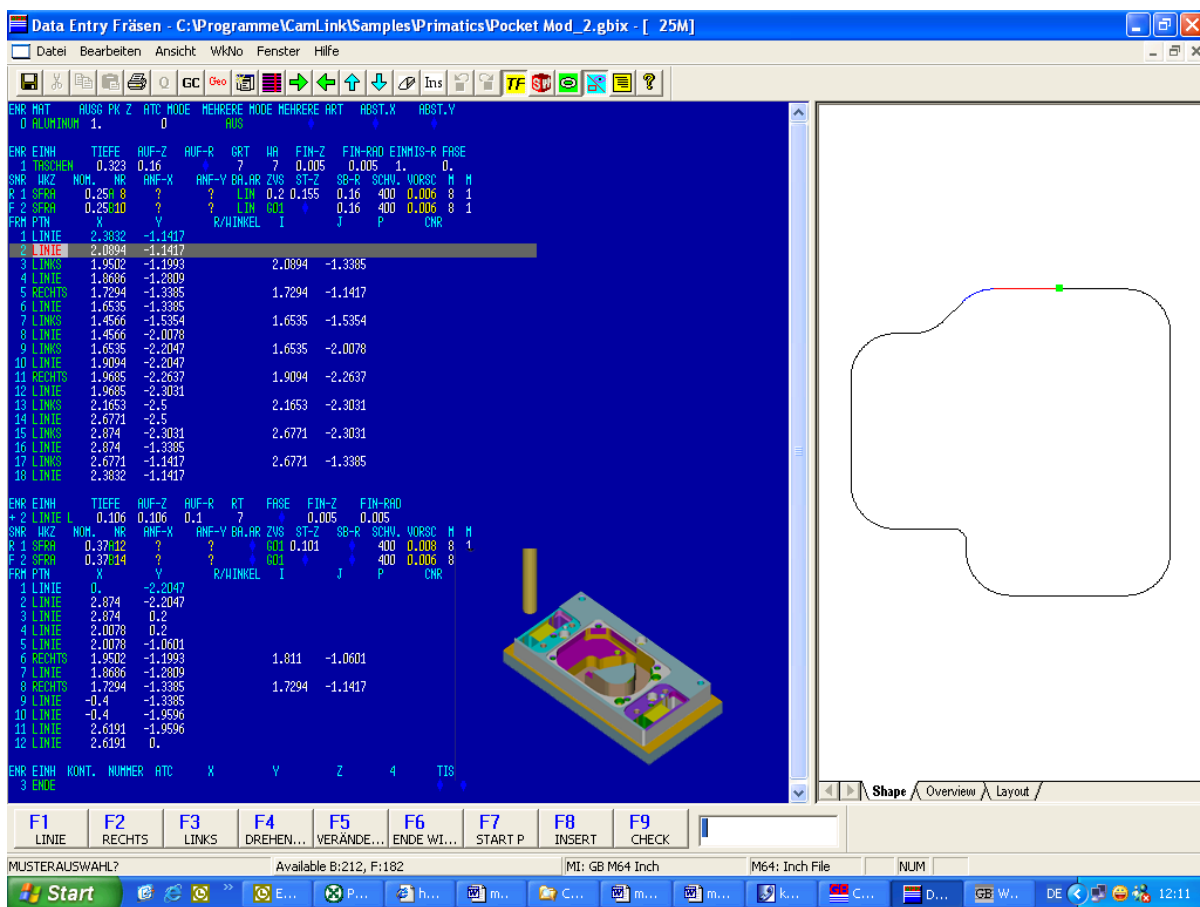 Data Entry Fräsen - C:\Programme\CamLink\Samples\Primatics\Pocket Mod_2.gbix - [ 25M]
Datei Bearbeiten Ansicht WkNo Fenster Hilfe
Q GC Geo Ins TF
ENR MAT AUSG PK Z ATC MODE MEHRERE MODE MEHRERE ART ABST.X ABST.Y
0 ALUMINUM 1. 0 AUS
ENR EINH TIEFE AUF-Z AUF-R GRT WA FIN-Z FIN-RAD EINMIS-R FASE
1 TASCHEN 0.323 0.16 7 7 0.005 0.005 1. 0.
SNR WKZ NOM. NR ANF-X ANF-Y BA.AR ZVS ST-Z SB-R SCHV. VORSC M M
R 1 SFRA 0.25A 8 ? ? LIN 0.2 0.155 0.16 400 0.006 8 1
F 2 SFRA 0.25B10 ? ? LIN G01 0.16 400 0.006 8 1
FRM PTN X Y R/WINKEL I J P CNR
1 LINIE 2.3832 -1.1417
2 LINIE 2.0894 -1.1417
3 LINKS 1.9502 -1.1993 2.0894 -1.3385
4 LINIE 1.8686 -1.2809
5 RECHTS 1.7294 -1.3385 1.7294 -1.1417
6 LINIE 1.6535 -1.3385
7 LINKS 1.4566 -1.5354 1.6535 -1.5354
8 LINIE 1.4566 -2.0078
9 LINKS 1.6535 -2.2047 1.6535 -2.0078
10 LINIE 1.9094 -2.2047
11 RECHTS 1.9685 -2.2637 1.9094 -2.2637
12 LINIE 1.9685 -2.3031
13 LINKS 2.1653 -2.5 2.1653 -2.3031
14 LINIE 2.6771 -2.5
15 LINKS 2.874 -2.3031 2.6771 -2.3031
16 LINIE 2.874 -1.3385
17 LINKS 2.6771 -1.1417 2.6771 -1.3385
18 LINIE 2.3832 -1.1417
ENR EINH TIEFE AUF-Z AUF-R RT FASE FIN-Z FIN-RAD
+ 2 LINIE L 0.106 0.106 0.1 7 0.005 0.005
SNR WKZ NOM. NR ANF-X ANF-Y BA.AR ZVS ST-Z SB-R SCHV. VORSC M M
R 1 SFRA 0.37A12 ? ? G01 0.101 400 0.008 8 1
F 2 SFRA 0.37B14 ? ? G01 400 0.006 8
FRM PTN X Y R/WINKEL I J P CNR
1 LINIE 0. -2.2047
2 LINIE 2.874 -2.2047
3 LINIE 2.874 0.2
4 LINIE 2.0078 0.2
5 LINIE 2.0078 -1.0601
6 RECHTS 1.9502 -1.1993 1.811 -1.0601
7 LINIE 1.8686 -1.2809
8 RECHTS 1.7294 -1.3385 1.7294 -1.1417
9 LINIE -0.4 -1.3385
10 LINIE -0.4 -1.9596
11 LINIE 2.6191 -1.9596
12 LINIE 2.6191 0.
ENR EINH KONT. NUMMER ATC X Y Z 4 TIS
3 ENDE
Shape Overview Layout
F1 LINIE F2 RECHTS F3 LINKS F4 DREHEN... F5 VERÄNDE... F6 ENDE WI... F7 START P F8 INSERT F9 CHECK
MUSTERAUSWAHL? Available B:212, F:182 MI: GB M64 Inch M64: Inch File NUM
Start E... P... h... m... C... m... m... k... C... D... GB W... DE 12:11